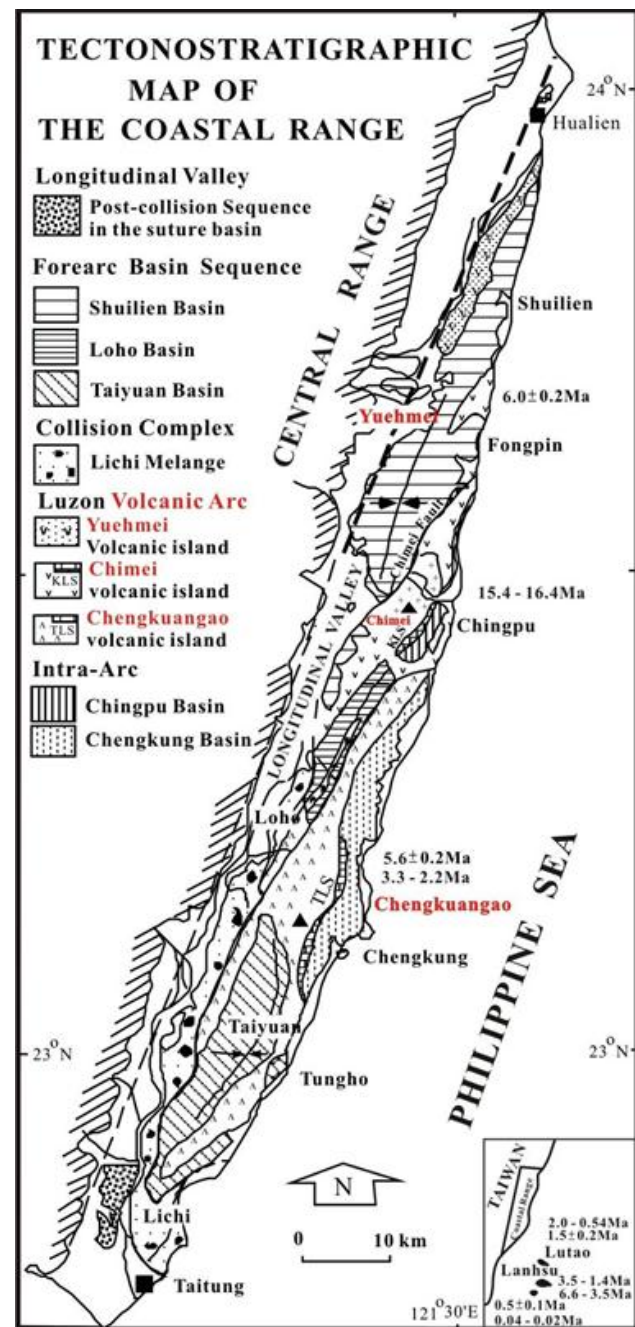 TECTONOSTRATIGRAPHIC
MAP OF
THE COASTAL RANGE
Longitudinal Valley
Post-collision Sequence
in the suture basin
Forearc Basin Sequence
Shuilien Basin
Loho Basin
Taiyuan Basin
Collision Complex
Lichi Melange
Luzon Volcanic Arc
Yuehmei
Volcanic island
KLS
Chimei
volcanic island
TLS
Chengkuangao
volcanic island
Intra-Arc
Chingpu Basin
Chengkung Basin
24°N
Hualien
CENTRAL RANGE
Shuilien
6.0±0.2Ma
Yuehmei
Fongpin
Chimei Fault
15.4 - 16.4Ma
Chimei
KLS
Chingpu
LONGITUDINAL VALLEY
Loho
5.6±0.2Ma
3.3 - 2.2Ma
TLS
Chengkuangao
Chengkung
PHILIPPINE SEA
Taiyuan
23°N
23°N
Tungho
N
Lichi
0 10 km
Taitung
121°30'E
TAIWAN
Coastal Range
2.0 - 0.54Ma
1.5±0.2Ma
Lutao
Lanhsu
3.5 - 1.4Ma
6.6 - 3.5Ma
0.5±0.1Ma
0.04 - 0.02Ma